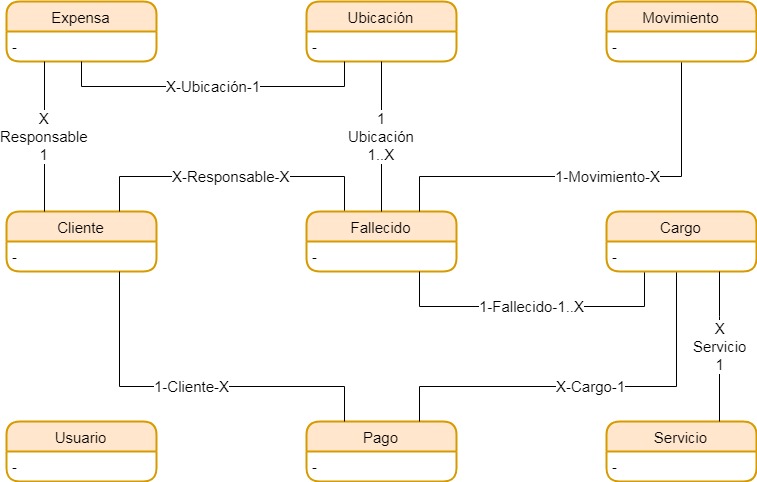 Expensa
-
Ubicación
-
Movimiento
-
X-Ubicación-1
X
Responsable
1
1
Ubicación
1..X
X-Responsable-X
1-Movimiento-X
Cliente
-
Fallecido
-
Cargo
-
1-Fallecido-1..X
X
Servicio
1
1-Cliente-X
X-Cargo-1
Usuario
-
Pago
-
Servicio
-